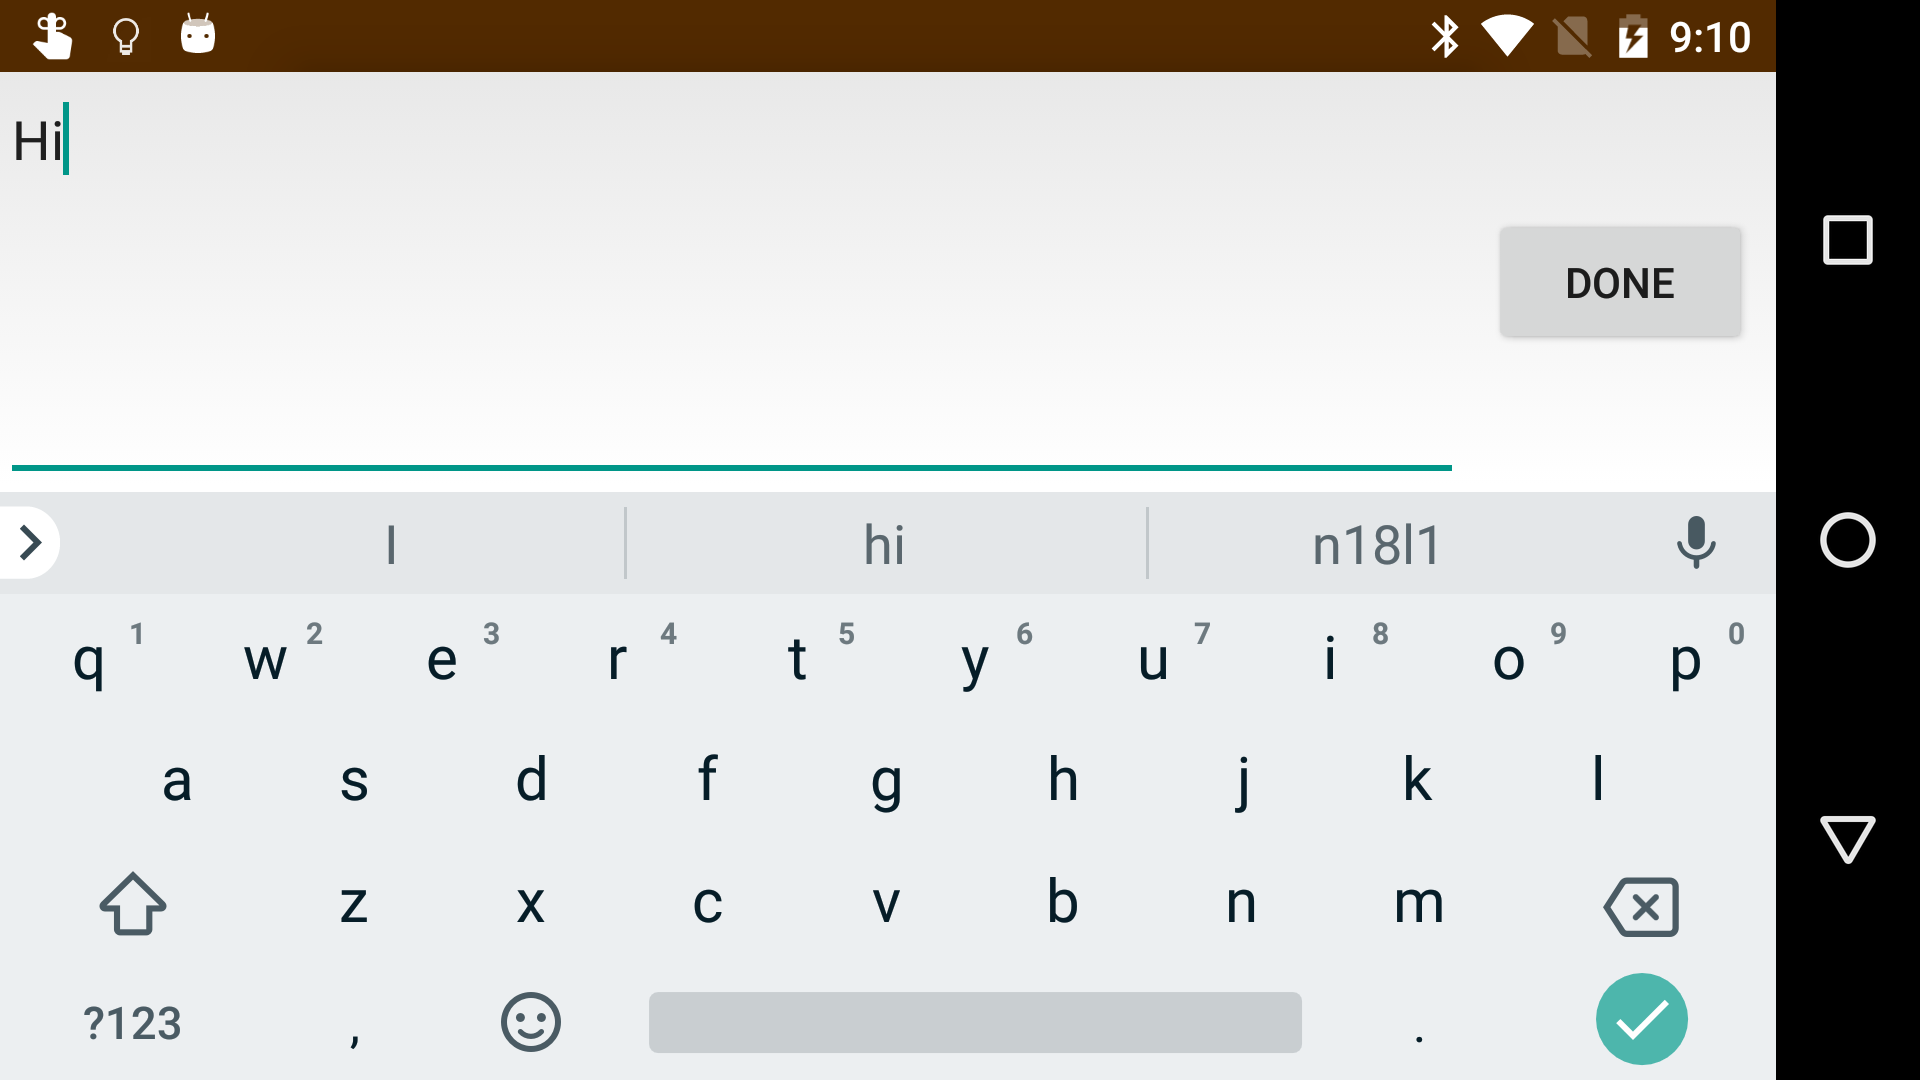 9:10
Hi
DONE
l hi n18l1
q 1 w 2 e 3 r 4 t 5 y 6 u 7 i 8 o 9 p 0
a s d f g h j k l
z x c v b n m
?123 , .